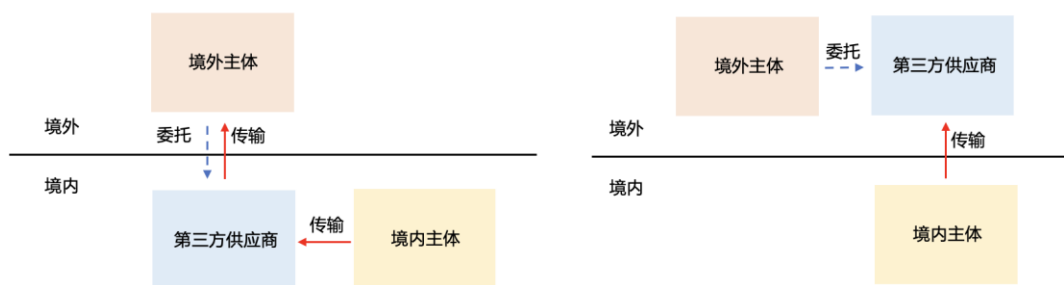 境外主体
境外
委托
传输
境内
第三方供应商
传输
境内主体
境外主体
委托
第三方供应商
境外
传输
境内
境内主体